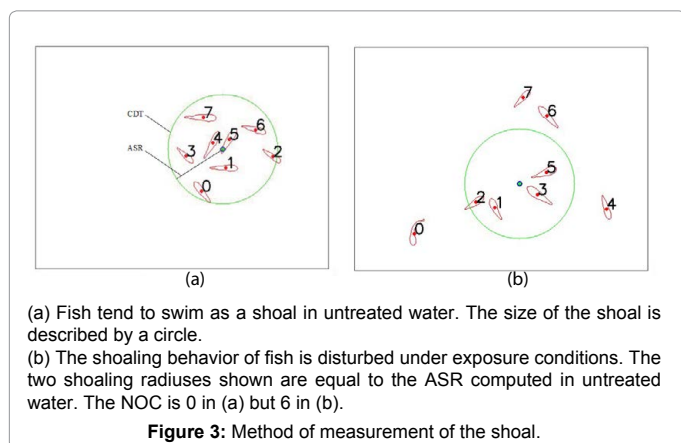 CDT
ASR
7
6
5
4
3
2
1
0
(a)
7
6
5
3
2
1
4
0
(b)
(a) Fish tend to swim as a shoal in untreated water. The size of the shoal is
described by a circle.
(b) The shoaling behavior of fish is disturbed under exposure conditions. The
two shoaling radiuses shown are equal to the ASR computed in untreated
water. The NOC is 0 in (a) but 6 in (b).
Figure 3: Method of measurement of the shoal.